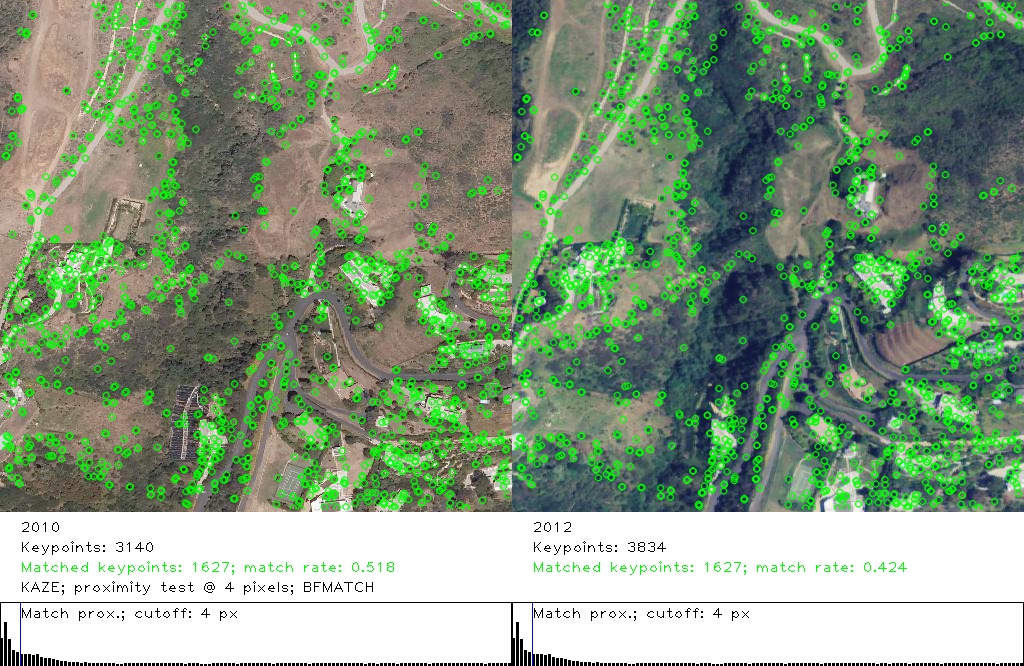 2010
Keypoints: 3140
Matched keypoints: 1627; match rate: 0.518
KAZE; proximity test @ 4 pixels; BFMATCH
Match prox.; cutoff: 4 px
2012
Keypoints: 3834
Matched keypoints: 1627; match rate: 0.424
Match prox.; cutoff: 4 px